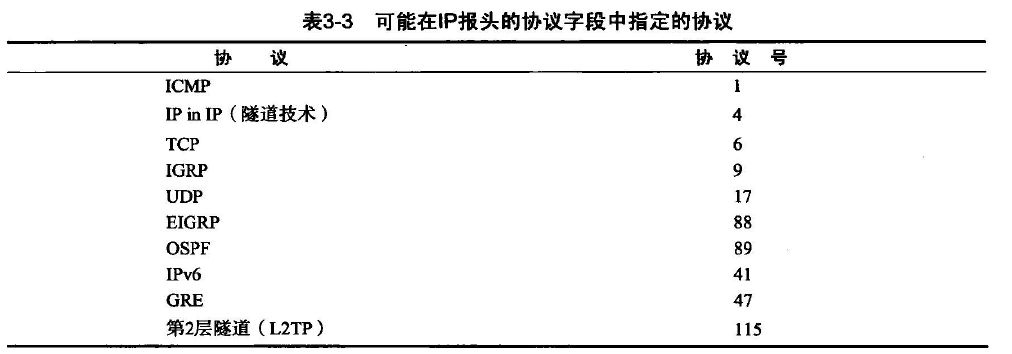 表3-3 可能在IP报头的协议字段中指定的协议
协 议 协 议 号
ICMP 1
IP in IP（隧道技术） 4
TCP 6
IGRP 9
UDP 17
EIGRP 88
OSPF 89
IPv6 41
GRE 47
第2层隧道（L2TP） 115